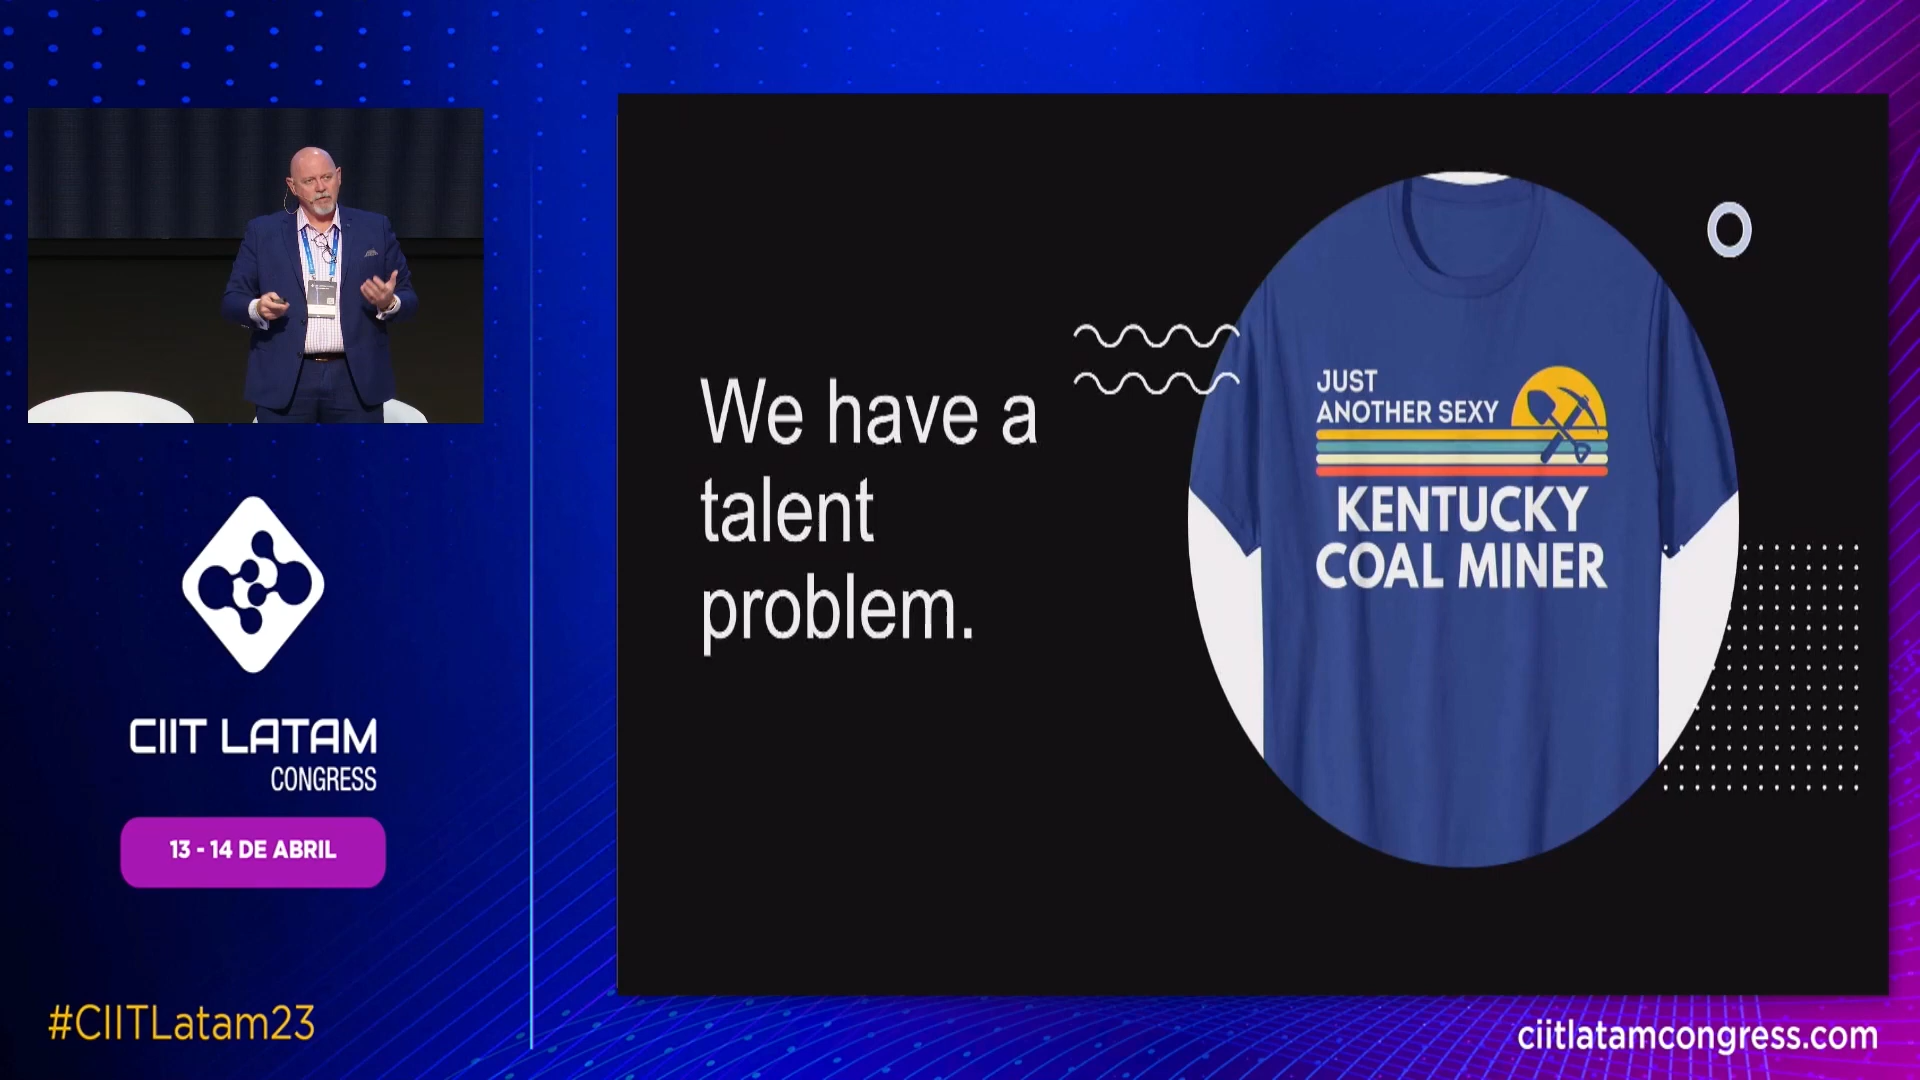 We have a
talent
problem.
JUST
ANOTHER SEXY
KENTUCKY
COAL MINER
CIIT LATAM
CONGRESS
13 - 14 DE ABRIL
#CIITLatam23
ciitlatamcongress.com